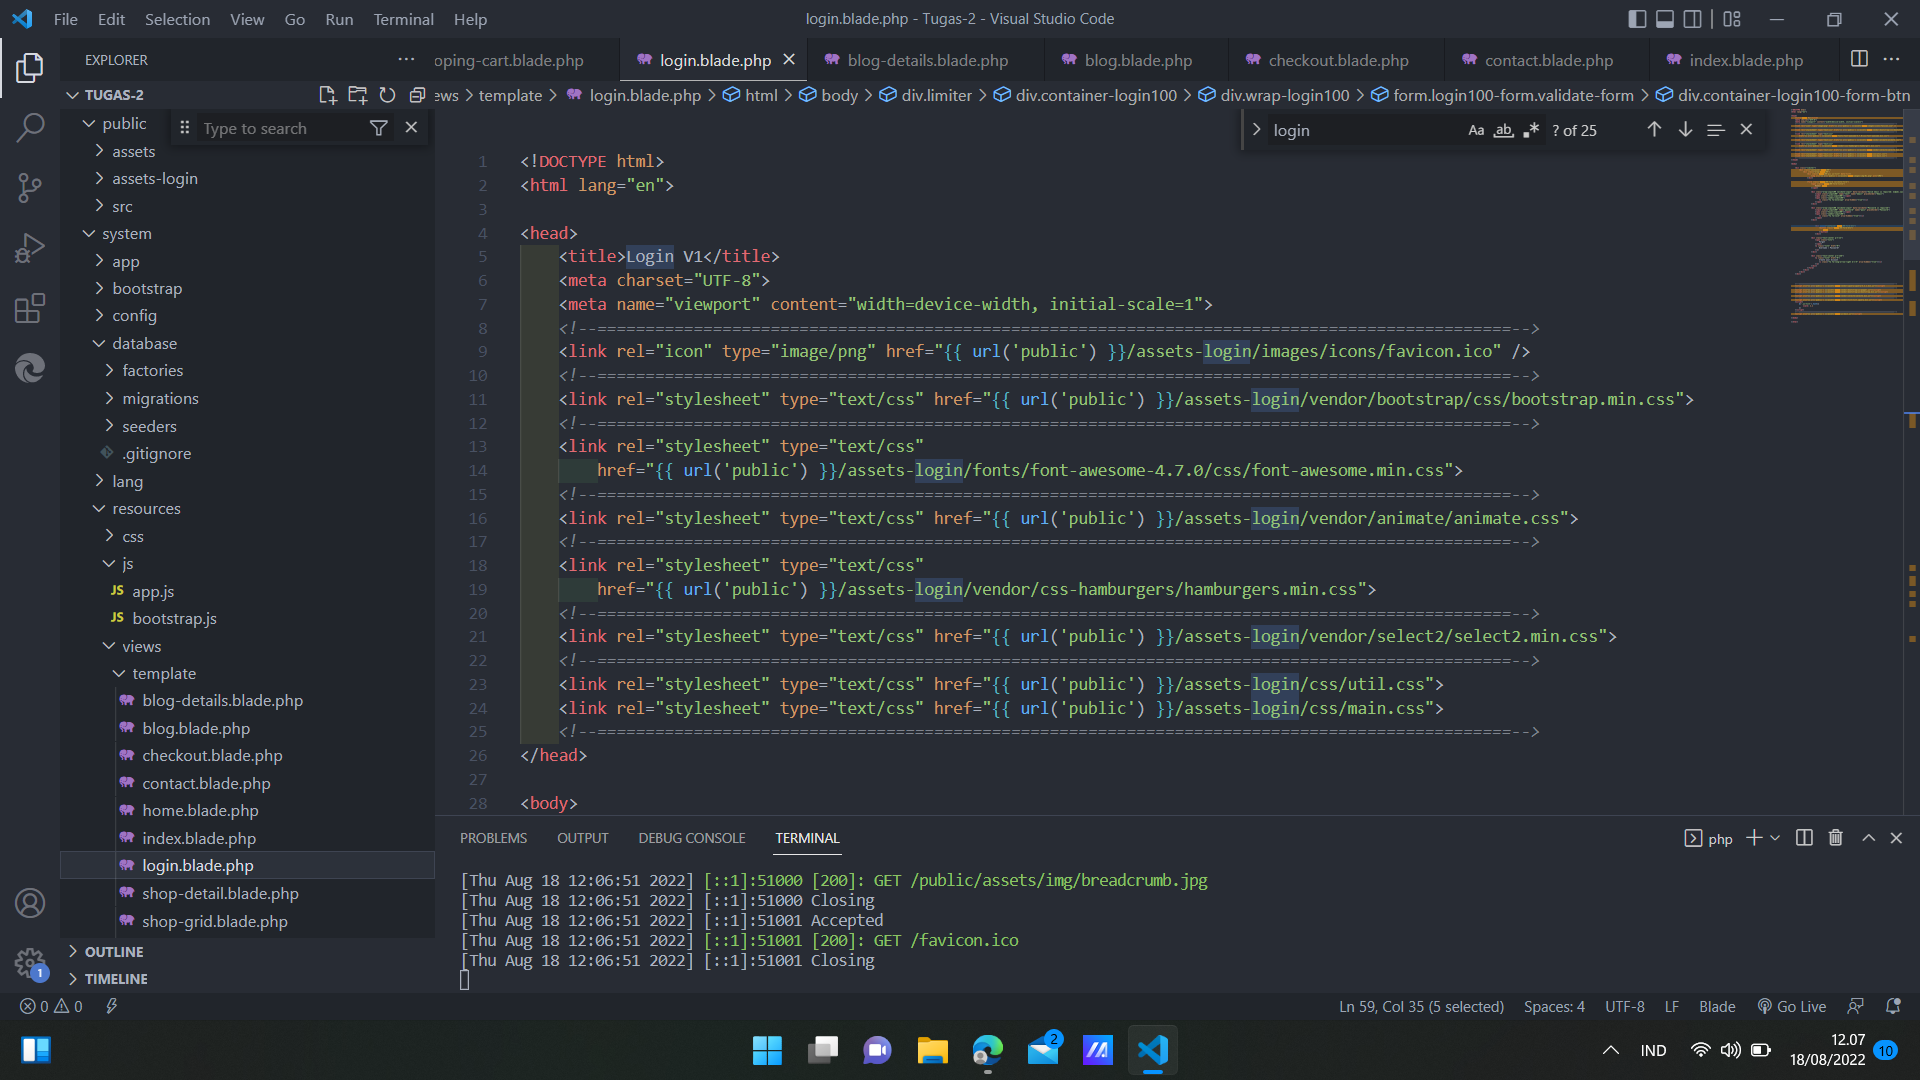 File Edit Selection View Go Run Terminal Help
login.blade.php - Tugas-2 - Visual Studio Code
EXPLORER
oping-cart.blade.php login.blade.php blog-details.blade.php blog.blade.php checkout.blade.php contact.blade.php index.blade.php
TUGAS-2
ews > template > login.blade.php > html > body > div.limiter > div.container-login100 > div.wrap-login100 > form.login100-form.validate-form > div.container-login100-form-btn
Type to search
login
Aa ab ? of 25
public
assets
assets-login
src
system
app
bootstrap
config
database
factories
migrations
seeders
.gitignore
lang
resources
css
js
JS app.js
JS bootstrap.js
views
template
blog-details.blade.php
blog.blade.php
checkout.blade.php
contact.blade.php
home.blade.php
index.blade.php
login.blade.php
shop-detail.blade.php
shop-grid.blade.php
OUTLINE
TIMELINE
1 <!DOCTYPE html>
2 <html lang="en">
3
4 <head>
5 <title>Login V1</title>
6 <meta charset="UTF-8">
7 <meta name="viewport" content="width=device-width, initial-scale=1">
8 <!--===============================================================================================-->
9 <link rel="icon" type="image/png" href="{{ url('public') }}/assets-login/images/icons/favicon.ico" />
10 <!--===============================================================================================-->
11 <link rel="stylesheet" type="text/css" href="{{ url('public') }}/assets-login/vendor/bootstrap/css/bootstrap.min.css">
12 <!--===============================================================================================-->
13 <link rel="stylesheet" type="text/css"
14 href="{{ url('public') }}/assets-login/fonts/font-awesome-4.7.0/css/font-awesome.min.css">
15 <!--===============================================================================================-->
16 <link rel="stylesheet" type="text/css" href="{{ url('public') }}/assets-login/vendor/animate/animate.css">
17 <!--===============================================================================================-->
18 <link rel="stylesheet" type="text/css"
19 href="{{ url('public') }}/assets-login/vendor/css-hamburgers/hamburgers.min.css">
20 <!--===============================================================================================-->
21 <link rel="stylesheet" type="text/css" href="{{ url('public') }}/assets-login/vendor/select2/select2.min.css">
22 <!--===============================================================================================-->
23 <link rel="stylesheet" type="text/css" href="{{ url('public') }}/assets-login/css/util.css">
24 <link rel="stylesheet" type="text/css" href="{{ url('public') }}/assets-login/css/main.css">
25 <!--===============================================================================================-->
26 </head>
27
28 <body>
PROBLEMS OUTPUT DEBUG CONSOLE TERMINAL
php
[Thu Aug 18 12:06:51 2022] [::1]:51000 [200]: GET /public/assets/img/breadcrumb.jpg
[Thu Aug 18 12:06:51 2022] [::1]:51000 Closing
[Thu Aug 18 12:06:51 2022] [::1]:51001 Accepted
[Thu Aug 18 12:06:51 2022] [::1]:51001 [200]: GET /favicon.ico
[Thu Aug 18 12:06:51 2022] [::1]:51001 Closing
1
0 0
Ln 59, Col 35 (5 selected) Spaces: 4 UTF-8 LF Blade Go Live
2
IND
12.07
18/08/2022
10